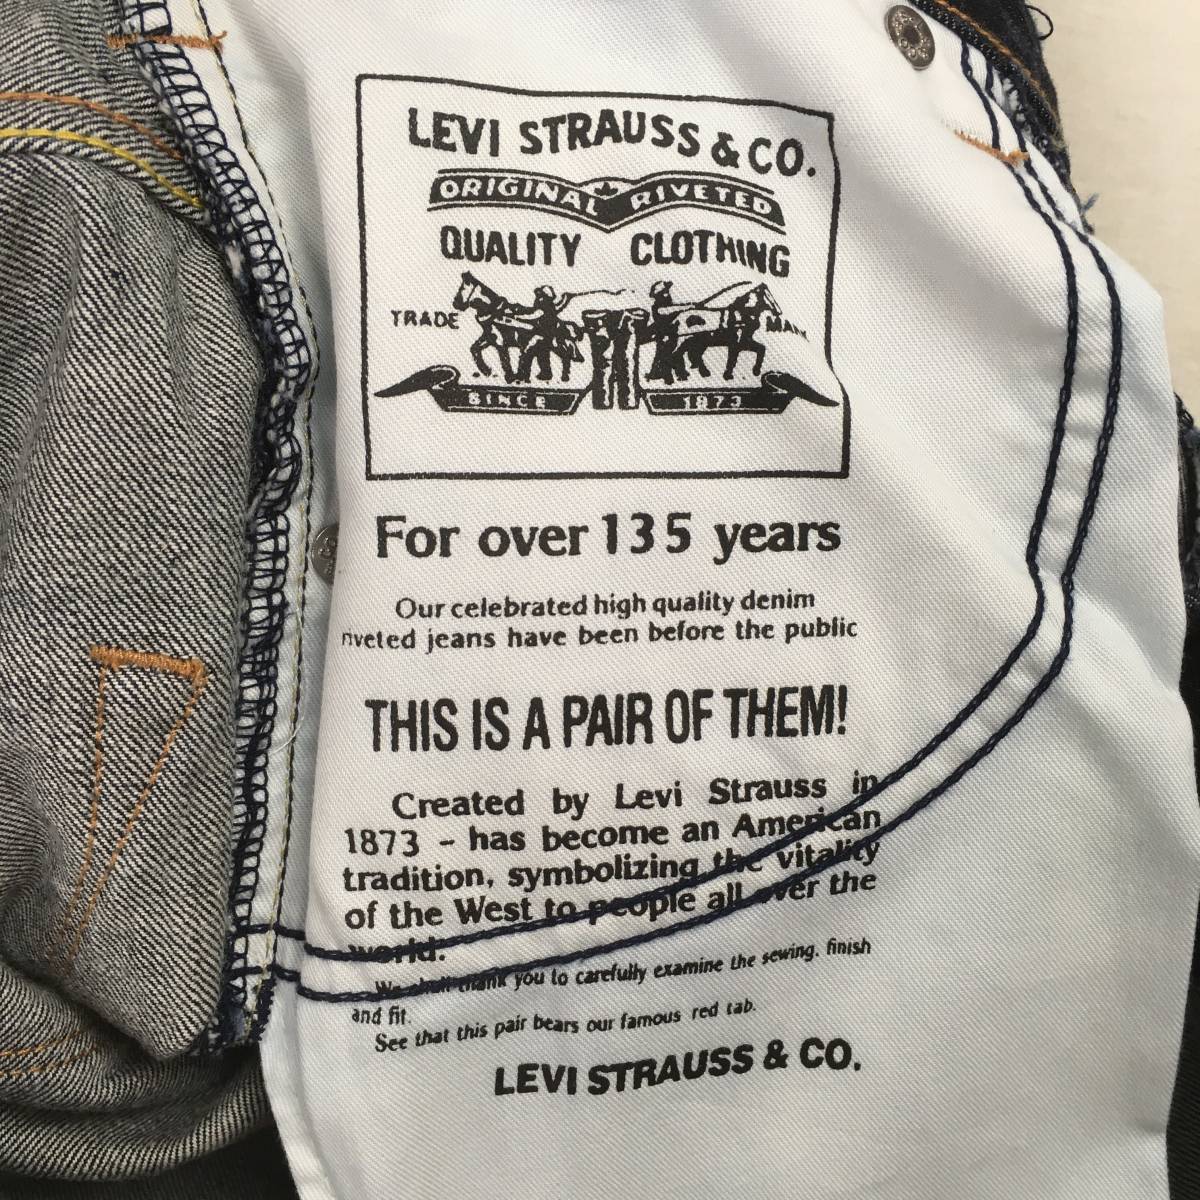 LEVI STRAUSS & CO.
ORIGINAL RIVETED
QUALITY CLOTHING
TRADE MARK
SINCE 1873
For over 135 years
Our celebrated high quality denim
riveted jeans have been before the public
THIS IS A PAIR OF THEM!
Created by Levi Strauss in
1873 - has become an American
tradition, symbolizing the vitality
of the West to people all over the
world.
We shall thank you to carefully examine the sewing, finish
and fit.
See that this pair bears our famous red tab.
LEVI STRAUSS & CO.